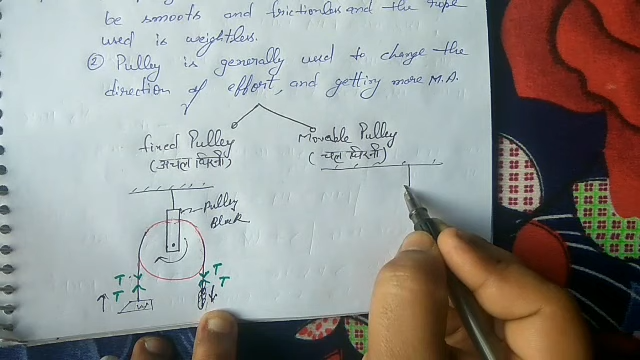 be smooth and frictionless and the rope
used is weightless.
② Pulley is generally used to change the
direction of effort, and getting more M.A.
fixed Pulley
(अचल घिरनी)
Movable Pulley
(चल घिरनी)
Pulley
Block
T T
T T
W